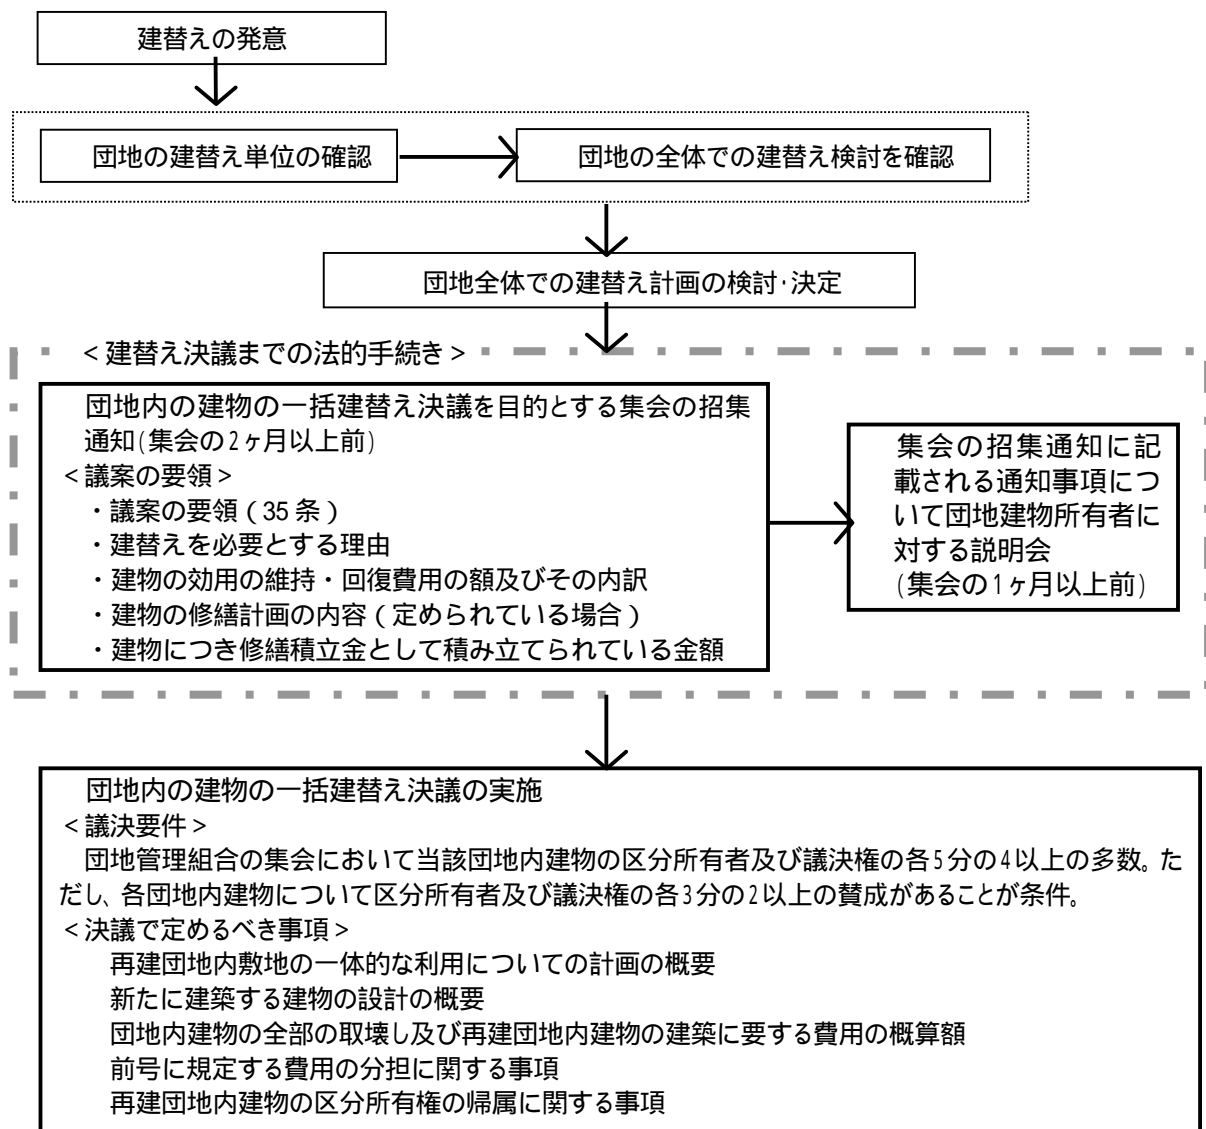 建替えの発意
団地の建替え単位の確認
団地の全体での建替え検討を確認
団地全体での建替え計画の検討・決定
＜建替え決議までの法的手続き＞
団地内の建物の一括建替え決議を目的とする集会の招集
通知(集会の2ヶ月以上前)
＜議案の要領＞
・議案の要領（35条）
・建替えを必要とする理由
・建物の効用の維持・回復費用の額及びその内訳
・建物の修繕計画の内容（定められている場合）
・建物につき修繕積立金として積み立てられている金額
集会の招集通知に記
載される通知事項につ
いて団地建物所有者に
対する説明会
(集会の1ヶ月以上前)
団地内の建物の一括建替え決議の実施
＜議決要件＞
団地管理組合の集会において当該団地内建物の区分所有者及び議決権の各5分の4以上の多数。た
だし、各団地内建物について区分所有者及び議決権の各3分の2以上の賛成があることが条件。
＜決議で定めるべき事項＞
再建団地内敷地の一体的な利用についての計画の概要
新たに建築する建物の設計の概要
団地内建物の全部の取壊し及び再建団地内建物の建築に要する費用の概算額
前号に規定する費用の分担に関する事項
再建団地内建物の区分所有権の帰属に関する事項